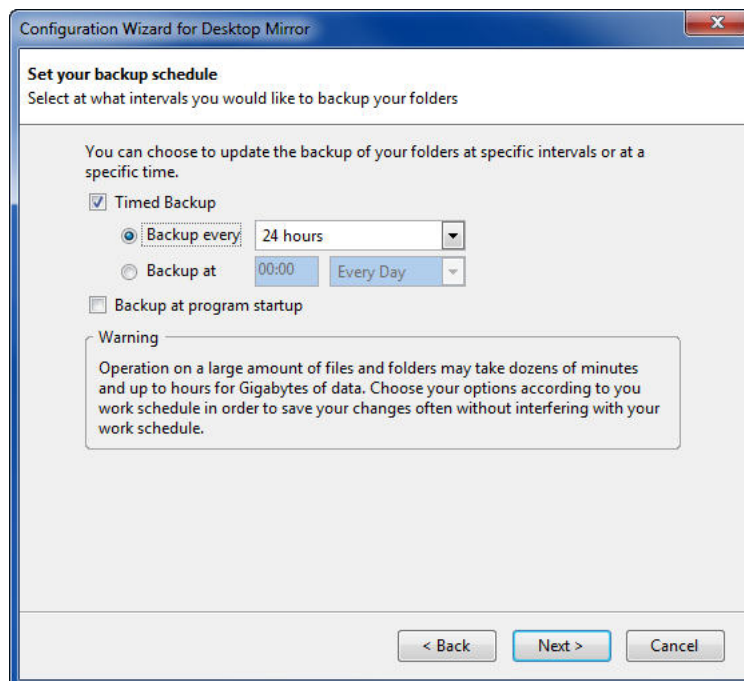 Configuration Wizard for Desktop Mirror
Set your backup schedule
Select at what intervals you would like to backup your folders
You can choose to update the backup of your folders at specific intervals or at a
specific time.
Timed Backup
Backup every 24 hours
Backup at 00:00 Every Day
Backup at program startup
Warning
Operation on a large amount of files and folders may take dozens of minutes
and up to hours for Gigabytes of data. Choose your options according to you
work schedule in order to save your changes often without interfering with your
work schedule.
< Back Next > Cancel